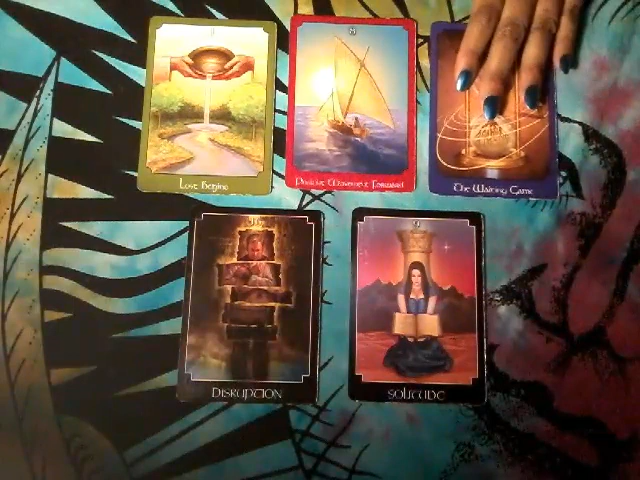 Love Begins
Positive Movement Forward
The Waiting Game
DISRUPTION
SOLITUDE